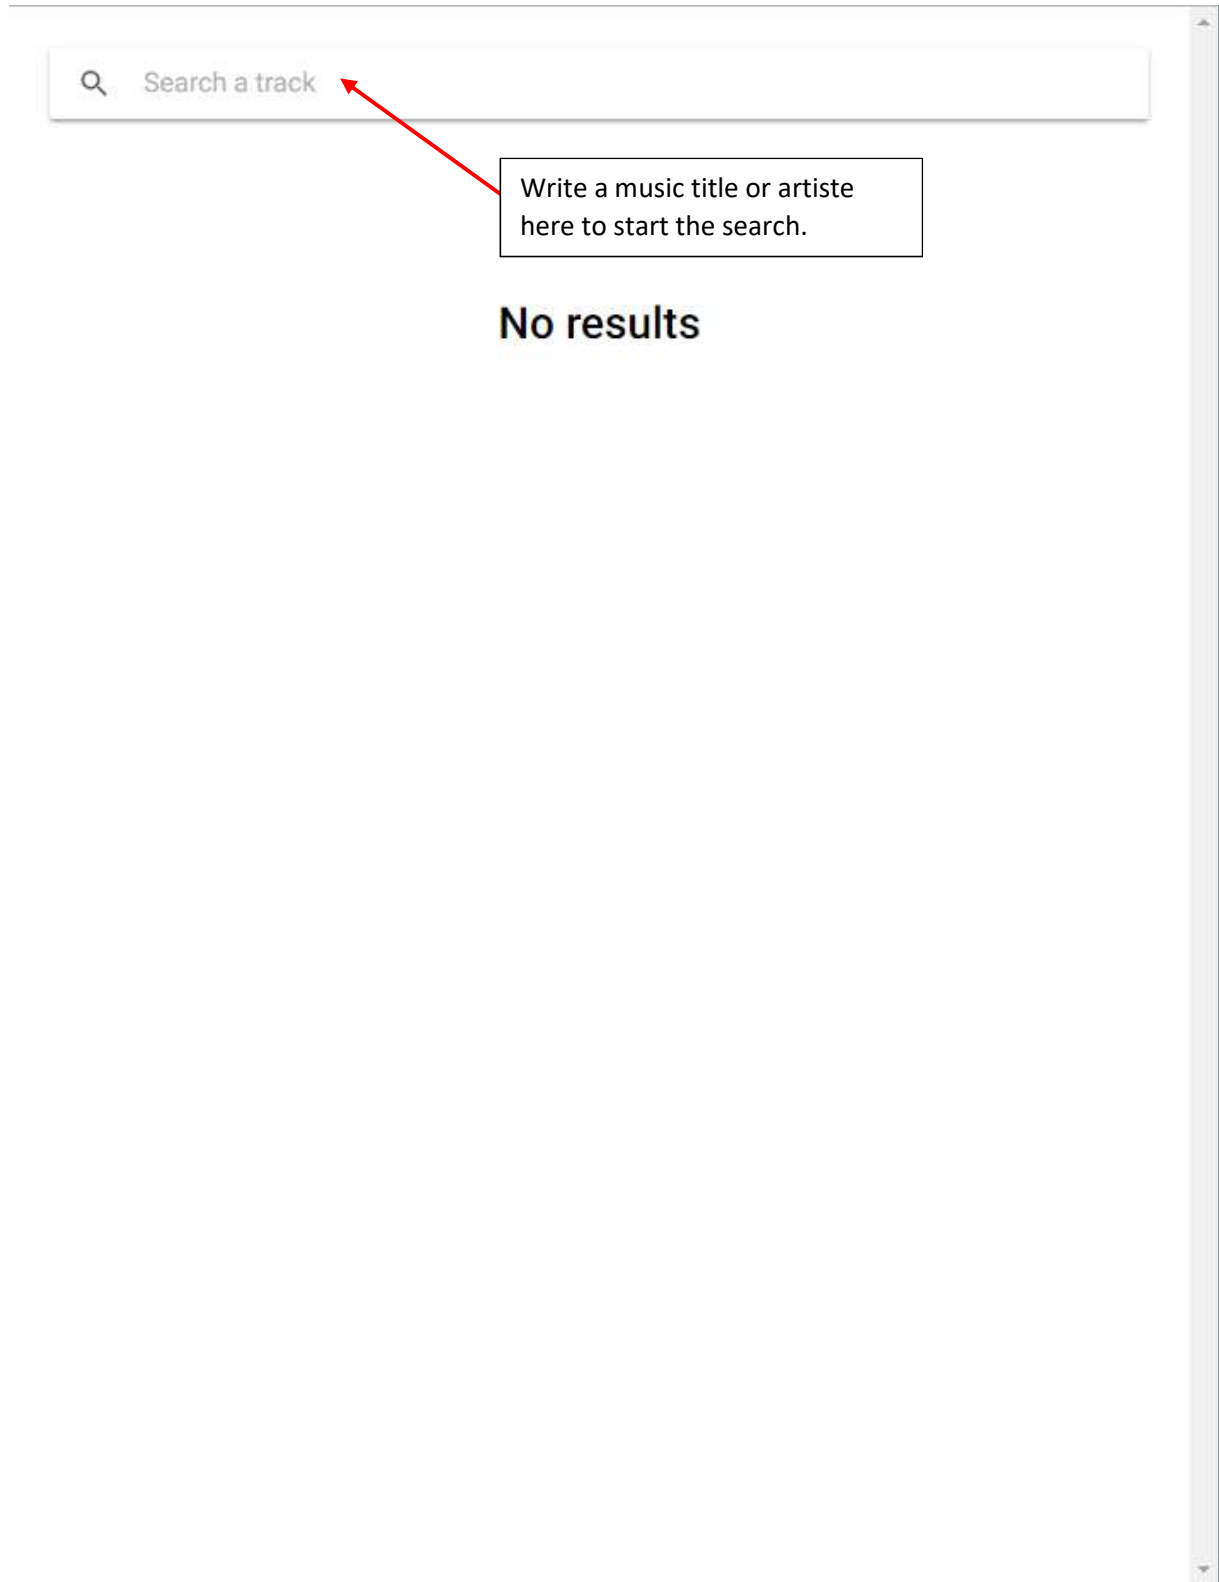 Search a track
Write a music title or artiste
here to start the search.
No results